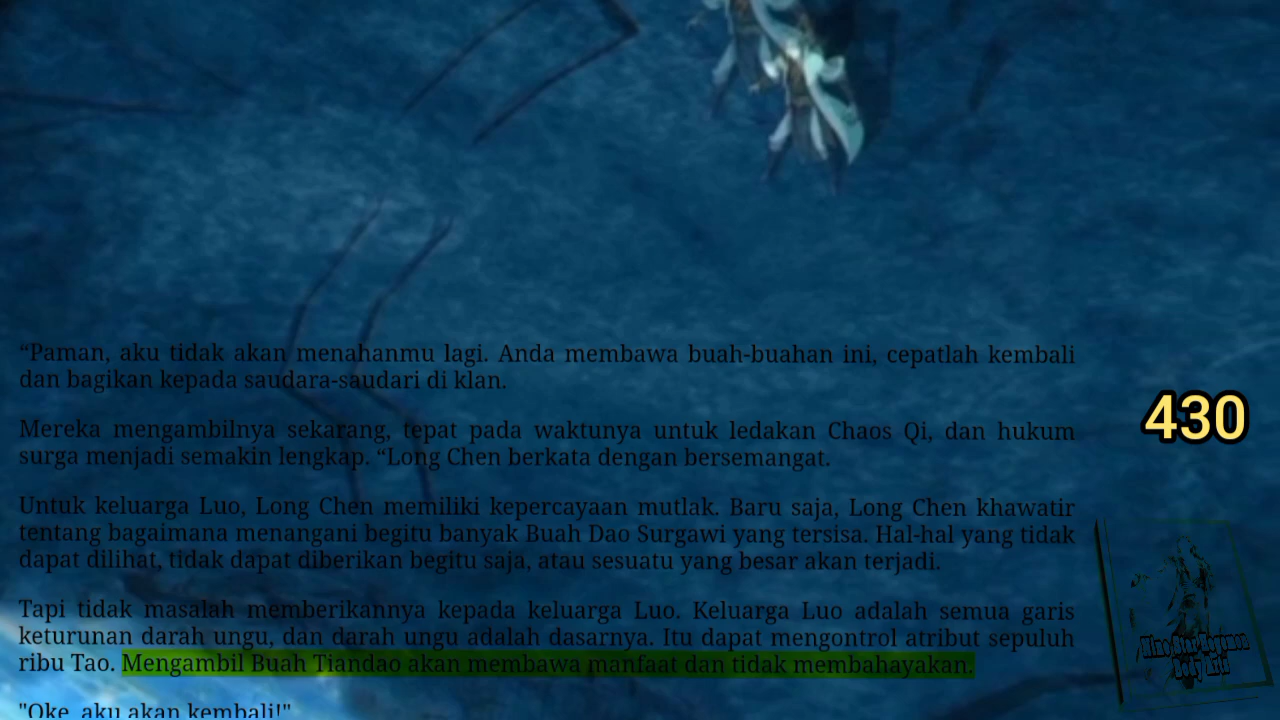 “Paman, aku tidak akan menahanmu lagi. Anda membawa buah-buahan ini, cepatlah kembali
dan bagikan kepada saudara-saudari di klan.
Mereka mengambilnya sekarang, tepat pada waktunya untuk ledakan Chaos Qi, dan hukum
surga menjadi semakin lengkap. “Long Chen berkata dengan bersemangat.
Untuk keluarga Luo, Long Chen memiliki kepercayaan mutlak. Baru saja, Long Chen khawatir
tentang bagaimana menangani begitu banyak Buah Dao Surgawi yang tersisa. Hal-hal yang tidak
dapat dilihat, tidak dapat diberikan begitu saja, atau sesuatu yang besar akan terjadi.
Tapi tidak masalah memberikannya kepada keluarga Luo. Keluarga Luo adalah semua garis
keturunan darah ungu, dan darah ungu adalah dasarnya. Itu dapat mengontrol atribut sepuluh
ribu Tao. Mengambil Buah Tiandao akan membawa manfaat dan tidak membahayakan.
"Oke, aku akan kembali!"
430